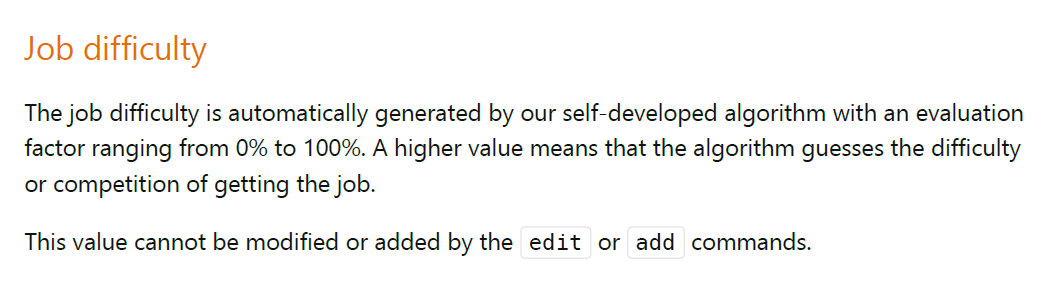 Job difficulty
The job difficulty is automatically generated by our self-developed algorithm with an evaluation
factor ranging from 0% to 100%. A higher value means that the algorithm guesses the difficulty
or competition of getting the job.
This value cannot be modified or added by the edit or add commands.